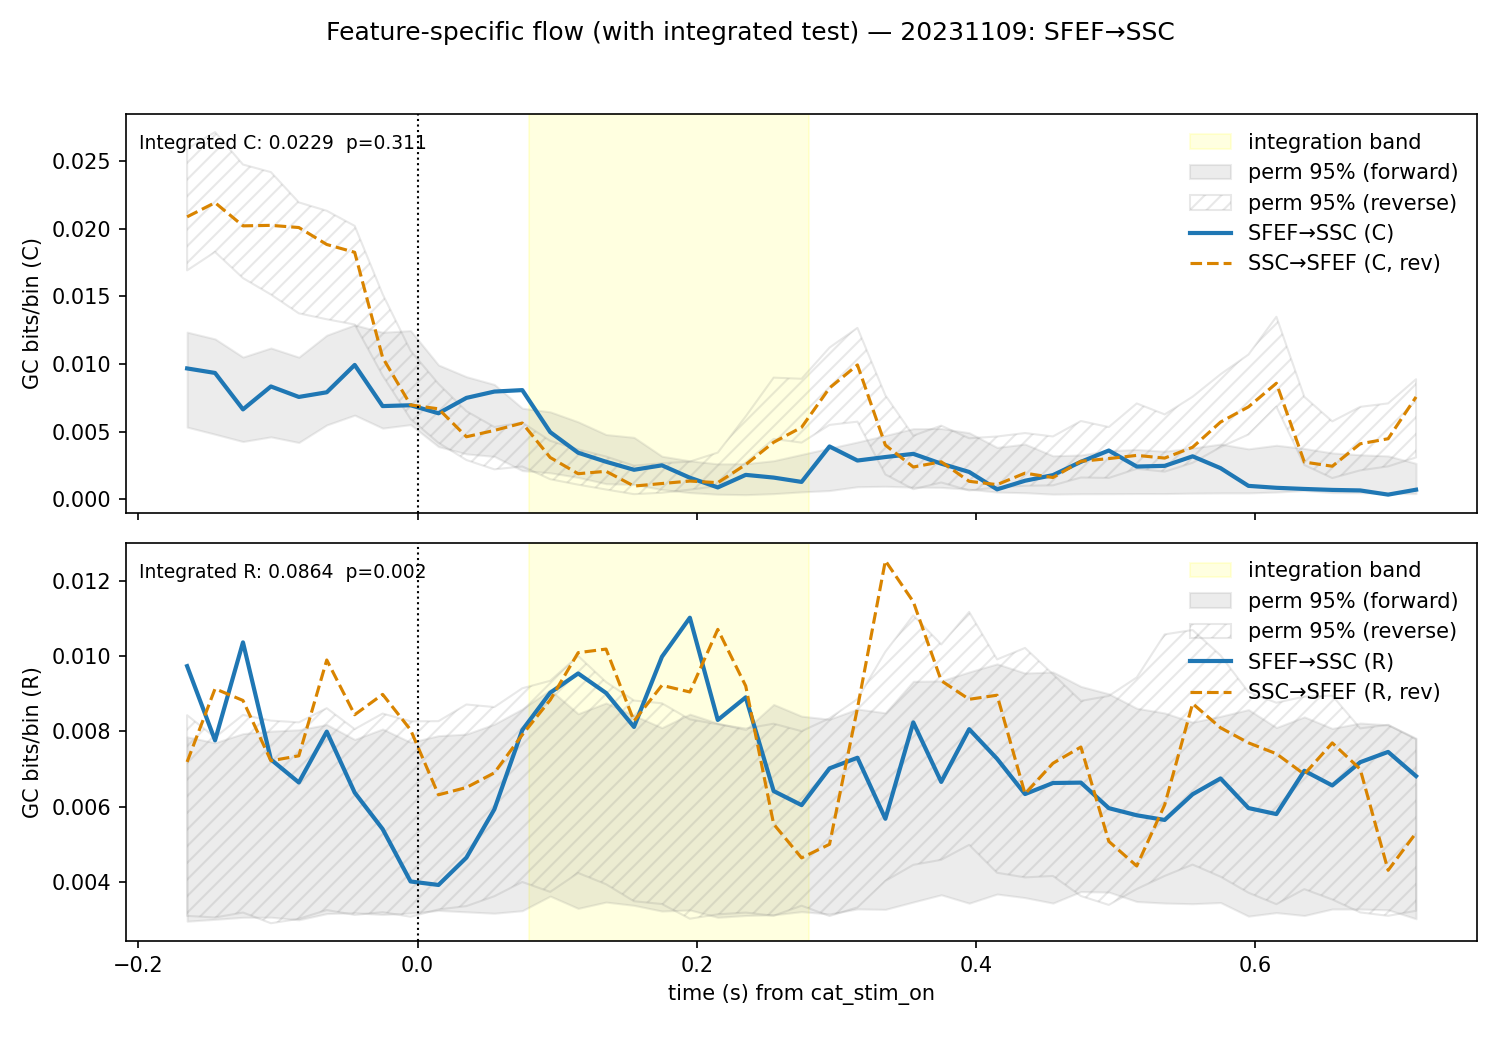 Feature-specific flow (with integrated test) — 20231109: SFEF→SSC
Integrated C: 0.0229  p=0.311
integration band
perm 95% (forward)
perm 95% (reverse)
SFEF→SSC (C)
SSC→SFEF (C, rev)
GC bits/bin (C)
0.025
0.020
0.015
0.010
0.005
0.000
Integrated R: 0.0864  p=0.002
integration band
perm 95% (forward)
perm 95% (reverse)
SFEF→SSC (R)
SSC→SFEF (R, rev)
GC bits/bin (R)
0.012
0.010
0.008
0.006
0.004
−0.2 0.0 0.2 0.4 0.6
time (s) from cat_stim_on